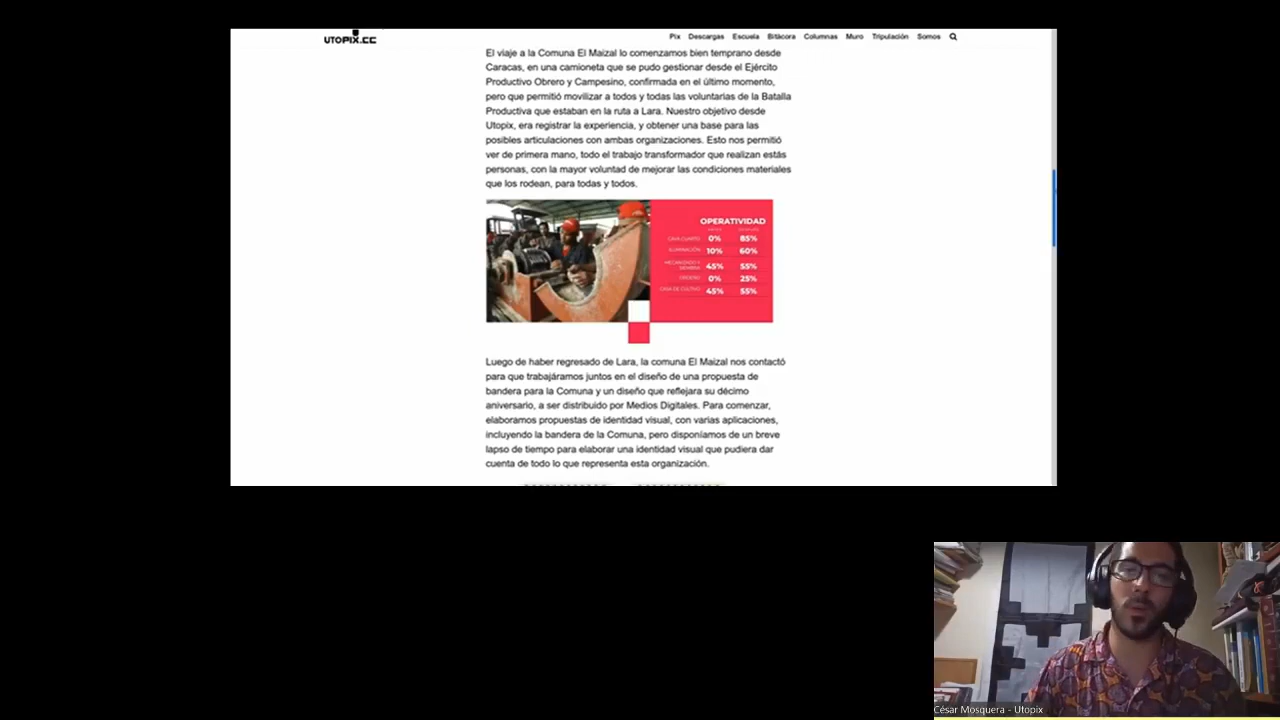 UTOPIX.CC
Pix Descargas Escuela Bitácora Columnas Muro Tripulación Somos
El viaje a la Comuna El Maizal lo comenzamos bien temprano desde
Caracas, en una camioneta que se pudo gestionar desde el Ejército
Productivo Obrero y Campesino, confirmada en el último momento,
pero que permitió movilizar a todos y todas las voluntarias de la Batalla
Productiva que estaban en la ruta a Lara. Nuestro objetivo desde
Utopix, era registrar la experiencia, y obtener una base para las
posibles articulaciones con ambas organizaciones. Esto nos permitió
ver de primera mano, todo el trabajo transformador que realizan estás
personas, con la mayor voluntad de mejorar las condiciones materiales
que los rodean, para todas y todos.
OPERATIVIDAD
0% 85%
ILUMINACIÓN 10% 60%
MECANIZADO Y
SIEMBRA 45% 55%
ORDEÑO 0% 25%
CASA DE CULTIVO 45% 55%
Luego de haber regresado de Lara, la comuna El Maizal nos contactó
para que trabajáramos juntos en el diseño de una propuesta de
bandera para la Comuna y un diseño que reflejara su décimo
aniversario, a ser distribuido por Medios Digitales. Para comenzar,
elaboramos propuestas de identidad visual, con varias aplicaciones,
incluyendo la bandera de la Comuna, pero disponíamos de un breve
lapso de tiempo para elaborar una identidad visual que pudiera dar
cuenta de todo lo que representa esta organización.
César Mosquera - Utopix